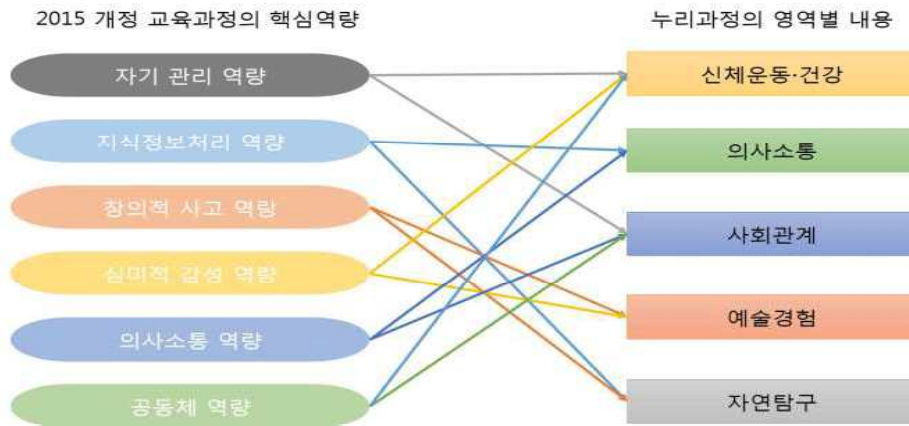 2015 개정 교육과정의 핵심역량
누리과정의 영역별 내용
자기 관리 역량
지식정보처리 역량
창의적 사고 역량
심미적 감성 역량
의사소통 역량
공동체 역량
신체운동·건강
의사소통
사회관계
예술경험
자연탐구